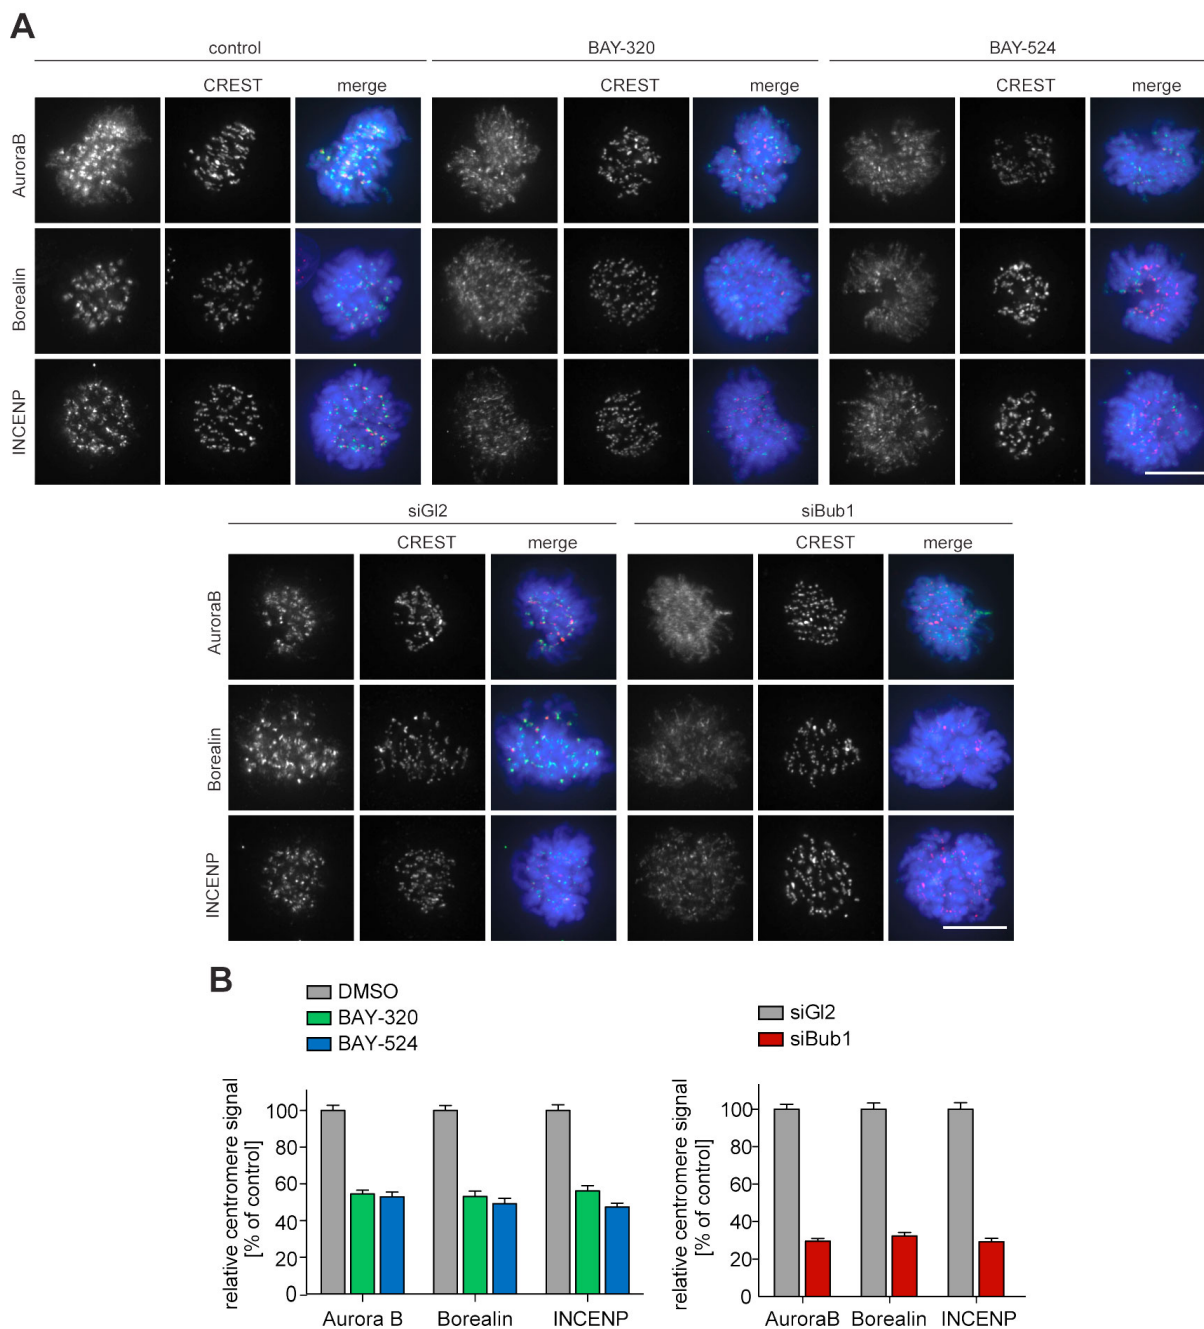 A
control BAY-320 BAY-524
CREST merge CREST merge CREST merge
AuroraB
Borealin
INCENP
siGl2 siBub1
CREST merge CREST merge
AuroraB
Borealin
INCENP
B
DMSO
BAY-320
BAY-524
relative centromere signal
[% of control]
100
80
60
40
20
0
Aurora B Borealin INCENP
siGl2
siBub1
relative centromere signal
[% of control]
100
80
60
40
20
0
AuroraB Borealin INCENP